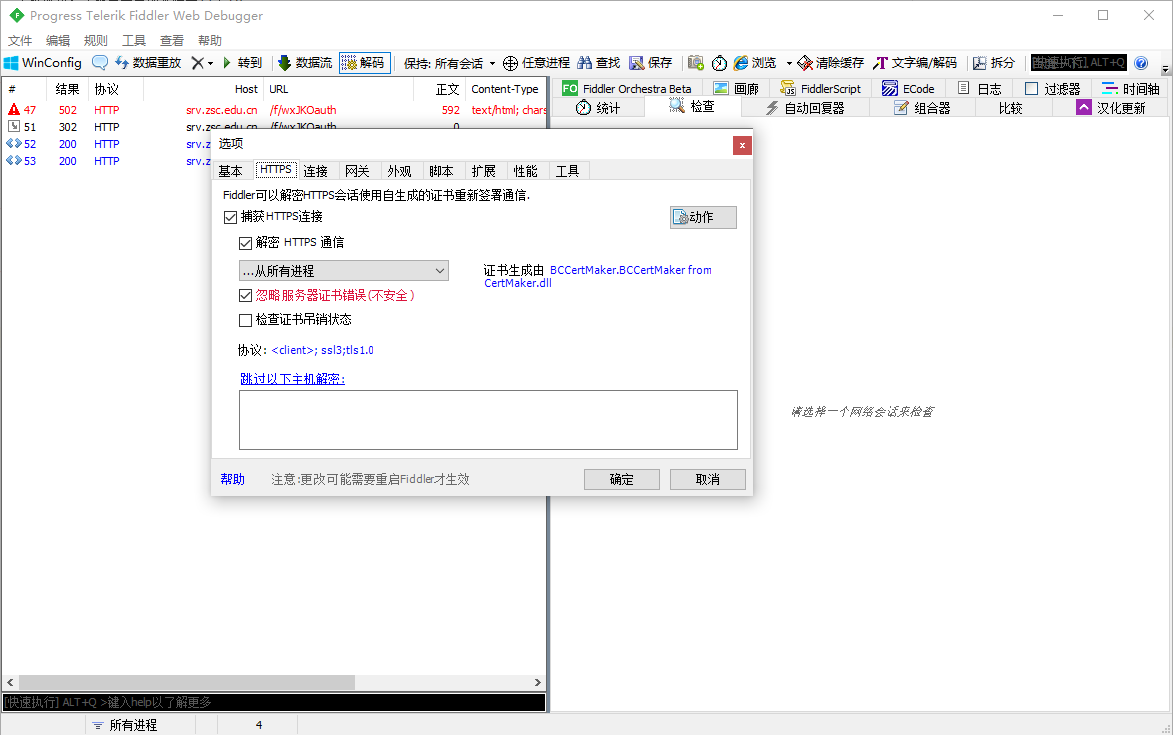 Progress Telerik Fiddler Web Debugger
文件 编辑 规则 工具 查看 帮助
WinConfig 数据重放 转到 数据流 解码 保持: 所有会话 任意进程 查找 保存 浏览 清除缓存 文字编/解码 拆分 [快速执行] ALT+Q
# 结果 协议 Host URL 正文 Content-Type
47 502 HTTP srv.zsc.edu.cn /f/wxJKOauth 592 text/html; chars
51 302 HTTP srv.zsc.edu.cn /f/wxJKOauth 0
52 200 HTTP srv.z
53 200 HTTP srv.z
FO Fiddler Orchestra Beta 画廊 FiddlerScript ECode 日志 过滤器 时间轴
统计 检查 自动回复器 组合器 比较 汉化更新
选项
基本 HTTPS 连接 网关 外观 脚本 扩展 性能 工具
Fiddler可以解密HTTPS会话使用自生成的证书重新签署通信.
捕获HTTPS连接
动作
解密 HTTPS 通信
...从所有进程
证书生成由 BCCertMaker.BCCertMaker from
CertMaker.dll
忽略服务器证书错误(不安全)
检查证书吊销状态
协议: <client>; ssl3;tls1.0
跳过以下主机解密:
帮助 注意:更改可能需要重启Fiddler才生效 确定 取消
请选择一个网络会话来检查
[快速执行] ALT+Q >键入help以了解更多
所有进程 4